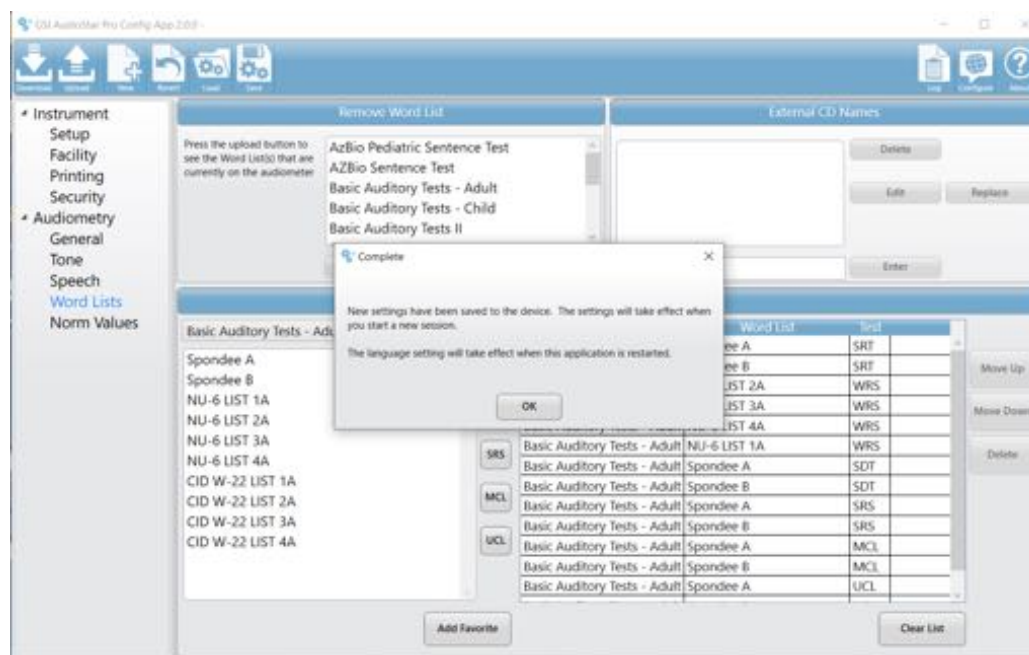 GSI AudioStar Pro Config App 2.0.0 -
Download Upload New Revert Load Save Log Configure About
Instrument
Setup
Facility
Printing
Security
Audiometry
General
Tone
Speech
Word Lists
Norm Values
Remove Word List
Press the upload button to
see the Word List(s) that are
currently on the audiometer
AzBio Pediatric Sentence Test
AZBio Sentence Test
Basic Auditory Tests - Adult
Basic Auditory Tests - Child
Basic Auditory Tests II
External CD Names
Delete
Edit Replace
Enter
Complete
New settings have been saved to the device. The settings will take effect when
you start a new session.
The language setting will take effect when this application is restarted.
OK
Basic Auditory Tests - Adu
Spondee A
Spondee B
NU-6 LIST 1A
NU-6 LIST 2A
NU-6 LIST 3A
NU-6 LIST 4A
CID W-22 LIST 1A
CID W-22 LIST 2A
CID W-22 LIST 3A
CID W-22 LIST 4A
SRS
MCL
UCL
Word List Test
ee A SRT
ee B SRT
LIST 2A WRS
LIST 3A WRS
LIST 4A WRS
Basic Auditory Tests - Adult NU-6 LIST 1A WRS
Basic Auditory Tests - Adult Spondee A SDT
Basic Auditory Tests - Adult Spondee B SDT
Basic Auditory Tests - Adult Spondee A SRS
Basic Auditory Tests - Adult Spondee B SRS
Basic Auditory Tests - Adult Spondee A MCL
Basic Auditory Tests - Adult Spondee B MCL
Basic Auditory Tests - Adult Spondee A UCL
Move Up
Move Down
Delete
Add Favorite
Clear List